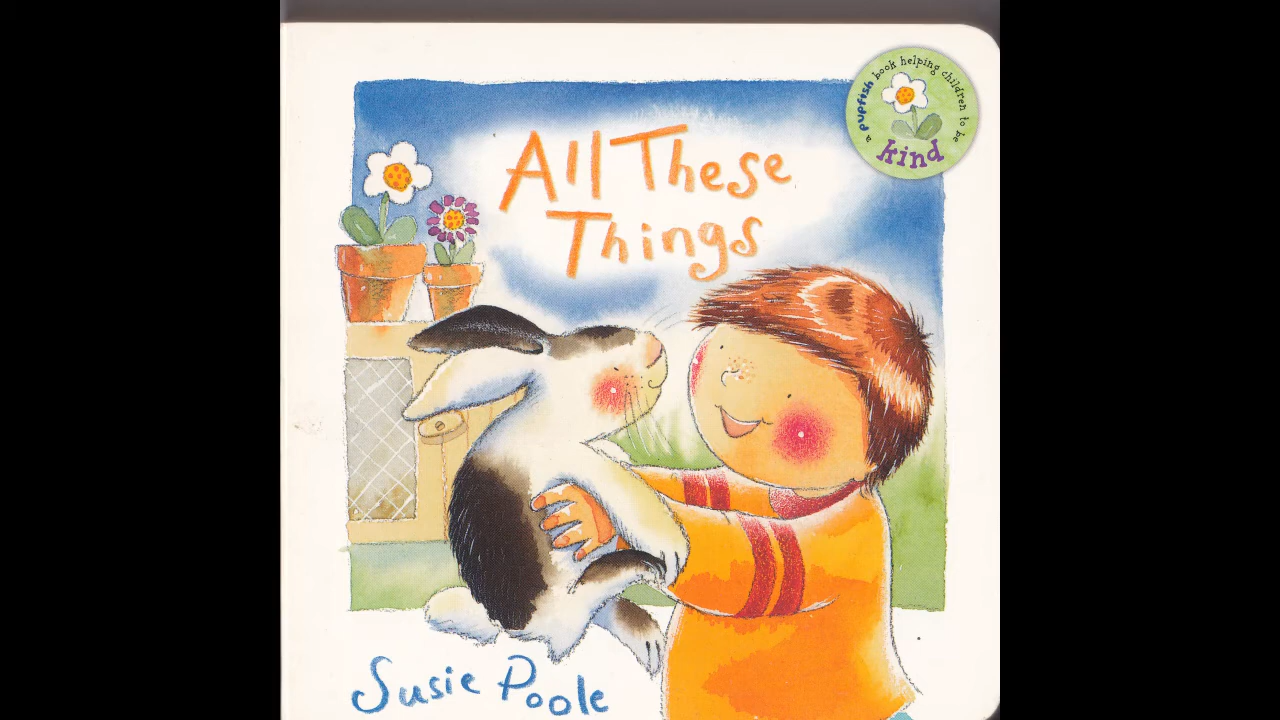 a pupfish book helping children to be
kind
All These
Things
Susie Poole